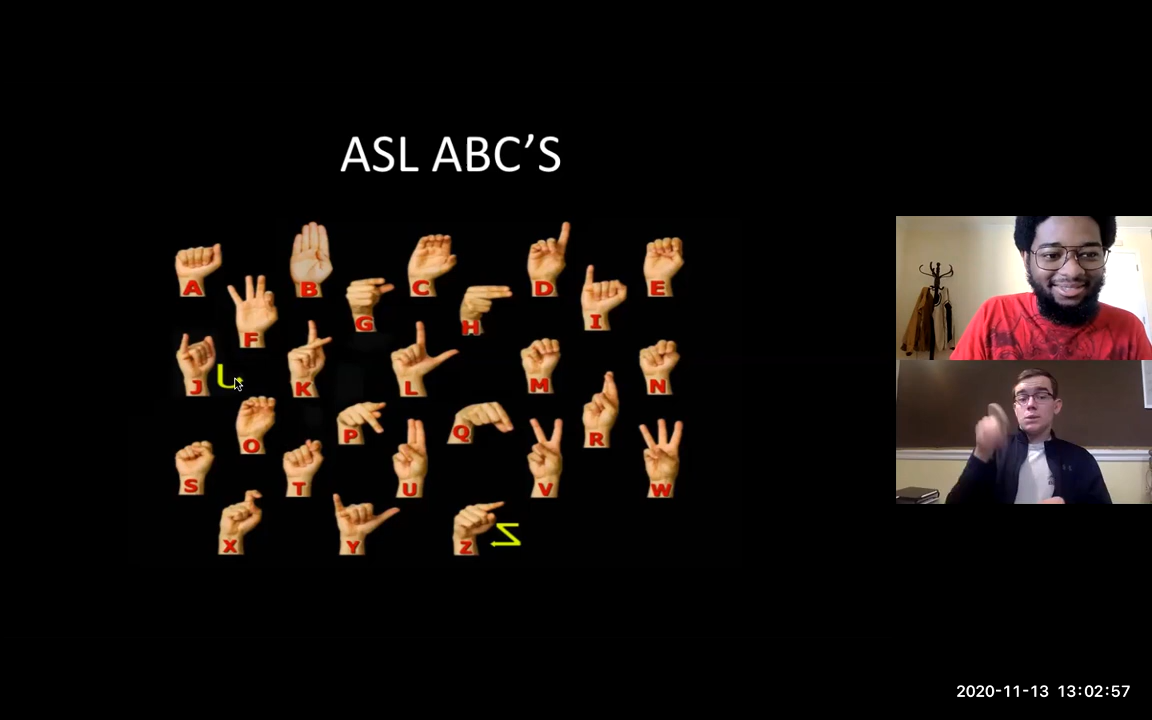 ASL ABC'S
A B C D E
F G H I
J K L M N
O P Q R
S T U V W
X Y Z
2020-11-13 13:02:57